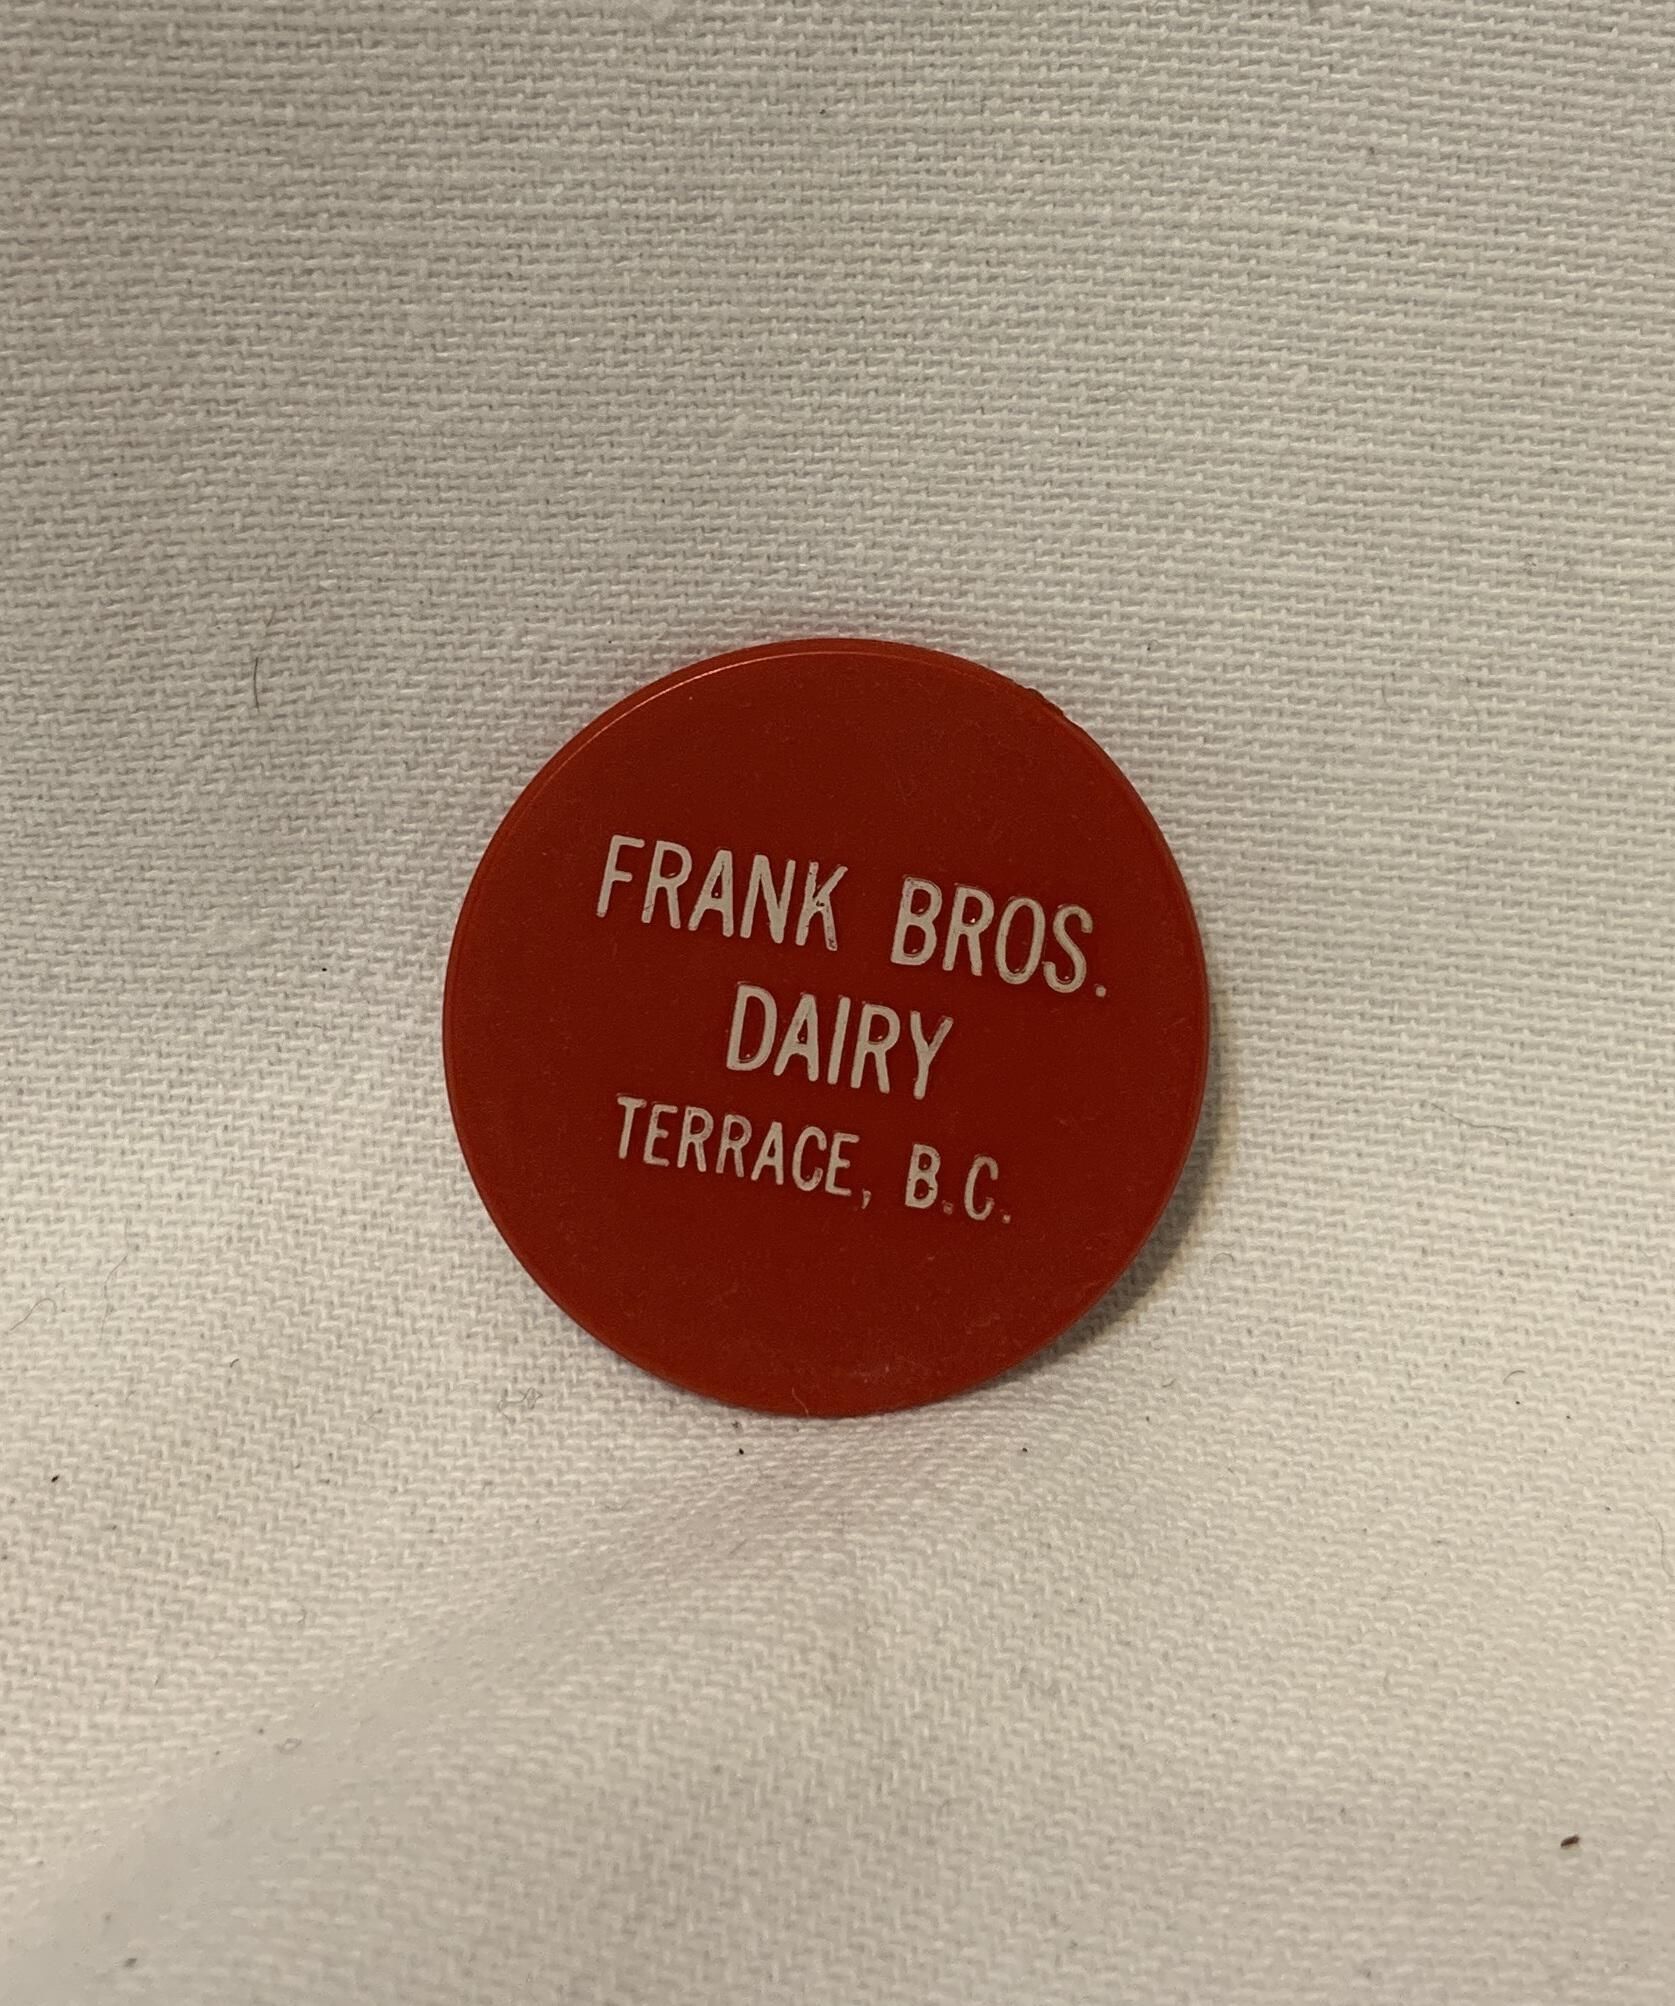 FRANK BROS.
DAIRY
TERRACE, B.C.